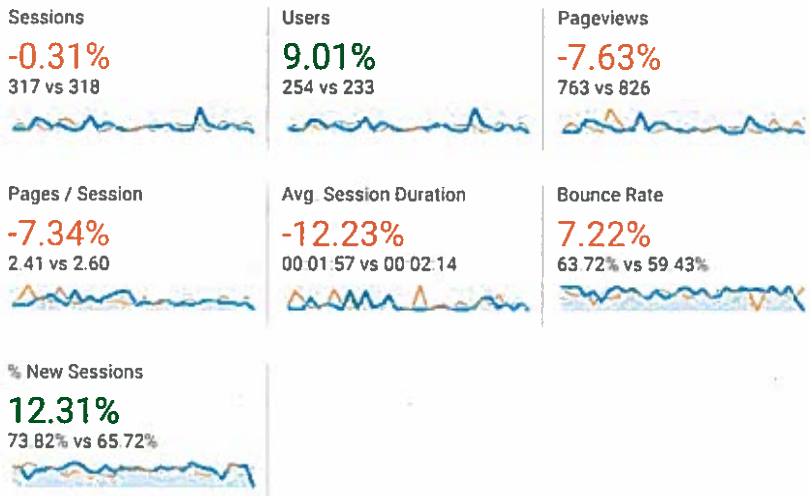 Sessions
-0.31%
317 vs 318
Users
9.01%
254 vs 233
Pageviews
-7.63%
763 vs 826
Pages / Session
-7.34%
2.41 vs 2.60
Avg. Session Duration
-12.23%
00:01:57 vs 00:02:14
Bounce Rate
7.22%
63.72% vs 59.43%
% New Sessions
12.31%
73.82% vs 65.72%